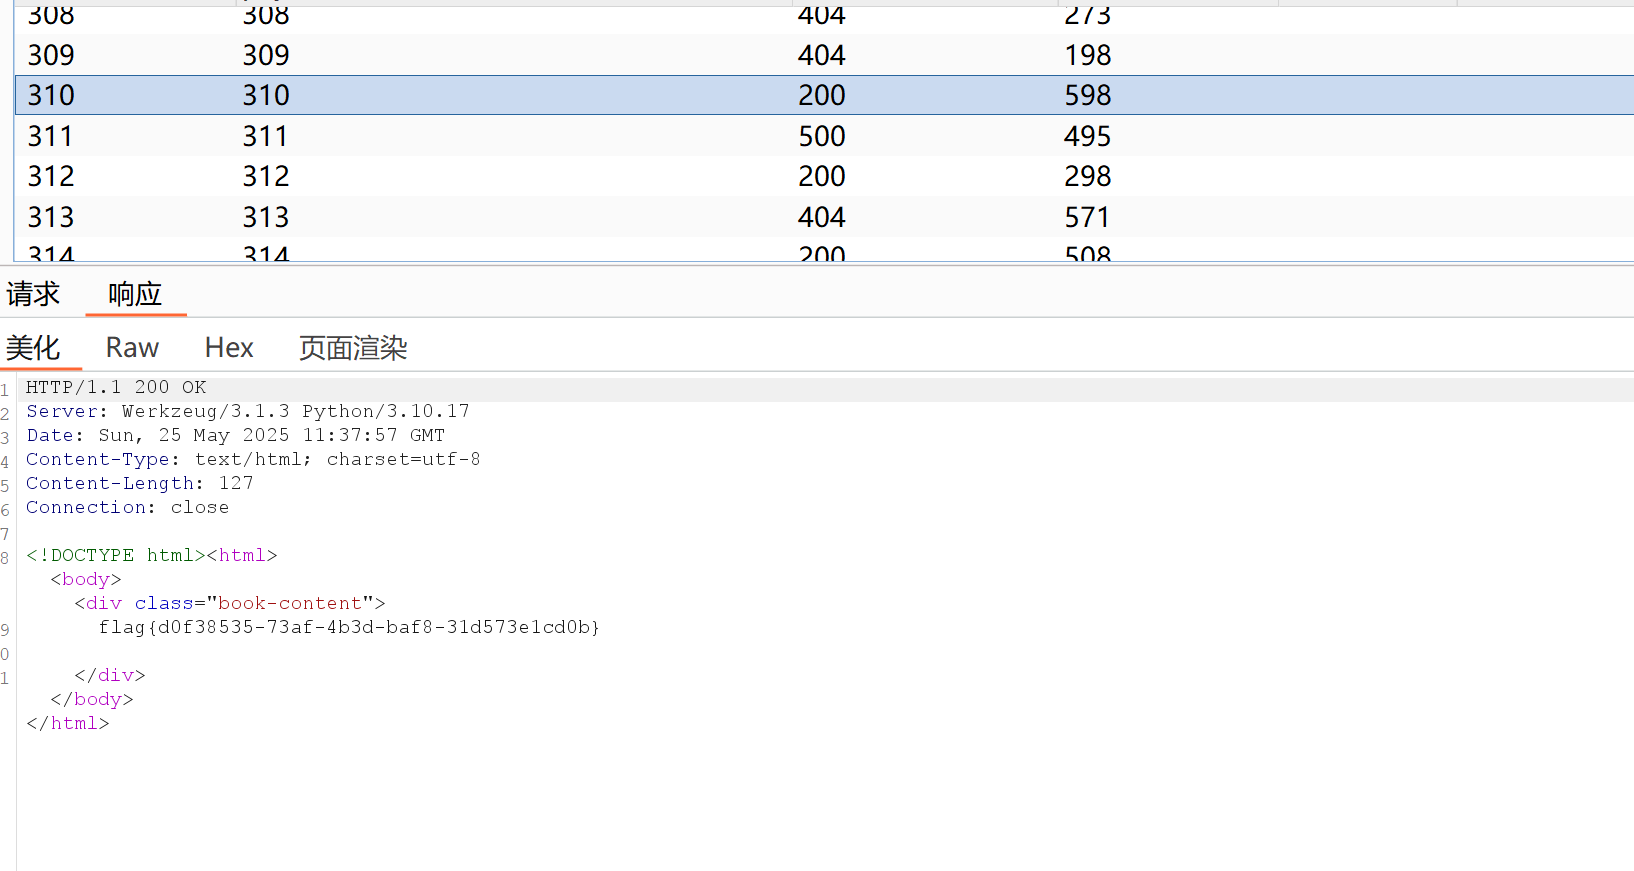 308 308 404 273
309 309 404 198
310 310 200 598
311 311 500 495
312 312 200 298
313 313 404 571
314 314 200 508
请求 响应
美化 Raw Hex 页面渲染
1 HTTP/1.1 200 OK
2 Server: Werkzeug/3.1.3 Python/3.10.17
3 Date: Sun, 25 May 2025 11:37:57 GMT
4 Content-Type: text/html; charset=utf-8
5 Content-Length: 127
6 Connection: close
7
8 <!DOCTYPE html><html>
<body>
<div class="book-content">
9 flag{d0f38535-73af-4b3d-baf8-31d573e1cd0b}
0
1 </div>
</body>
</html>